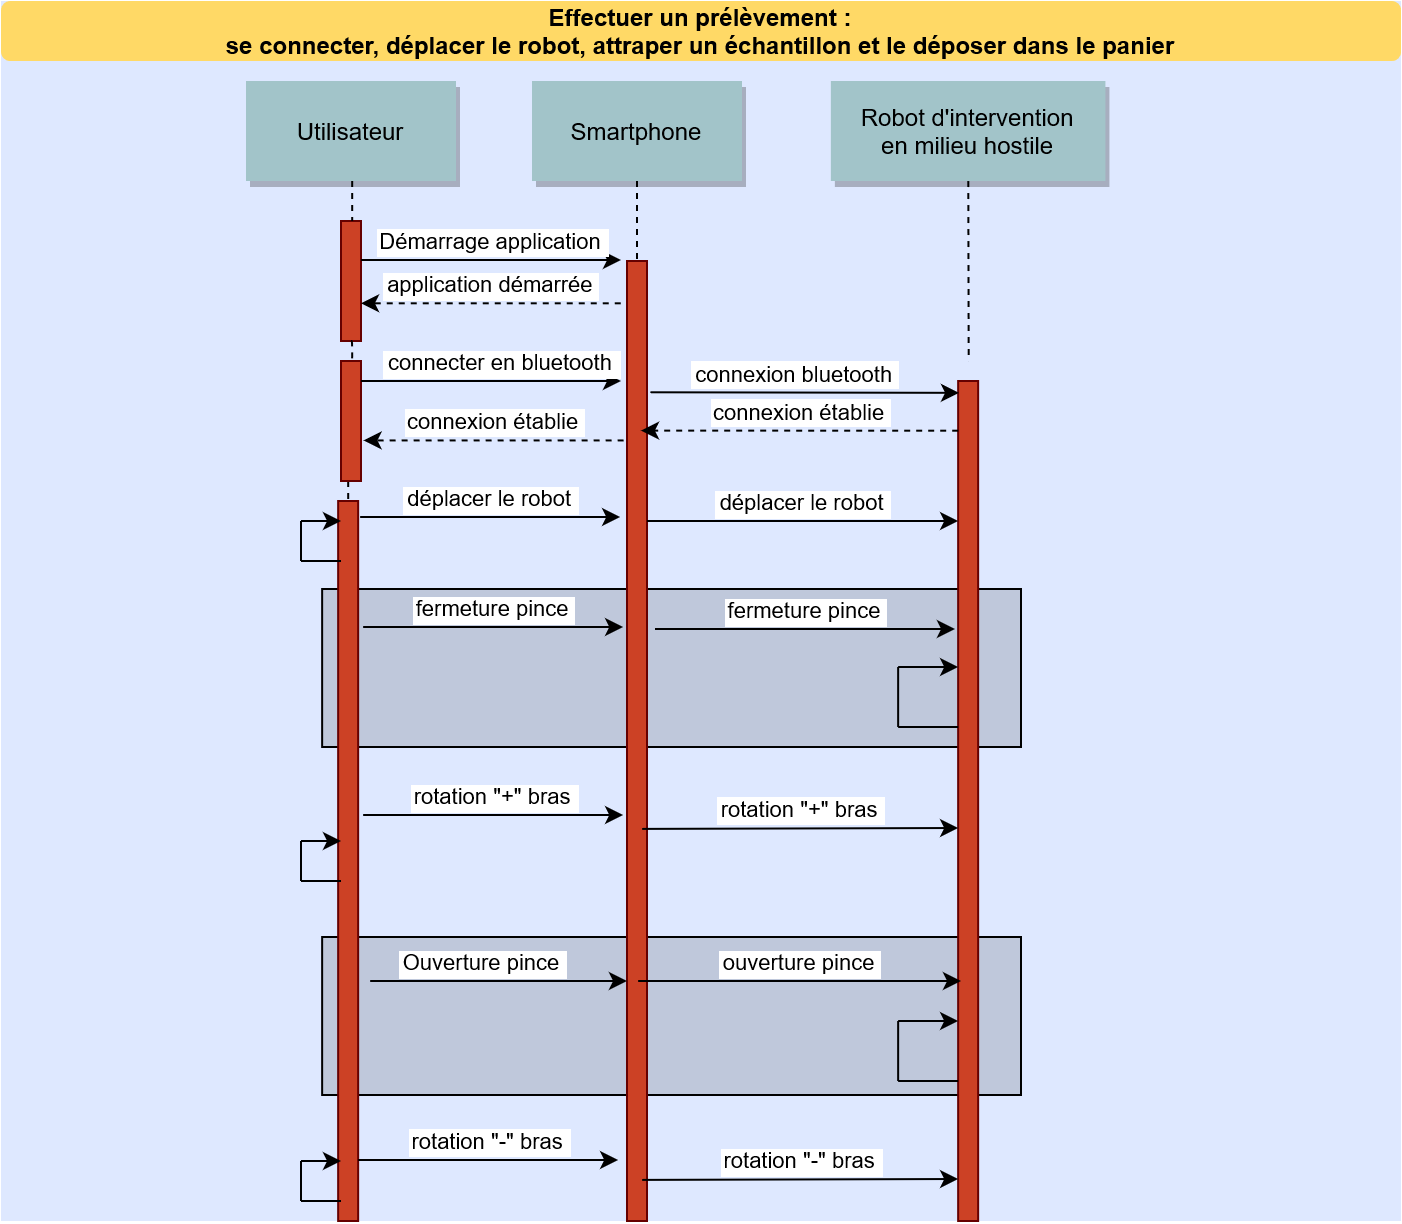 Effectuer un prélèvement :
se connecter, déplacer le robot, attraper un échantillon et le déposer dans le panier
Utilisateur
Smartphone
Robot d'intervention
en milieu hostile
Démarrage application
application démarrée
connecter en bluetooth
connexion bluetooth
connexion établie
connexion établie
déplacer le robot
déplacer le robot
fermeture pince
fermeture pince
rotation "+" bras
rotation "+" bras
Ouverture pince
ouverture pince
rotation "-" bras
rotation "-" bras